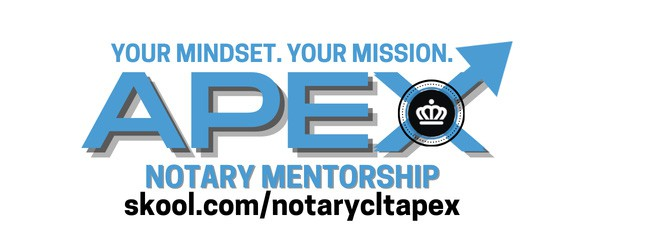 YOUR MINDSET. YOUR MISSION.
APEX
NOTARY MENTORSHIP
skool.com/notarycltapex